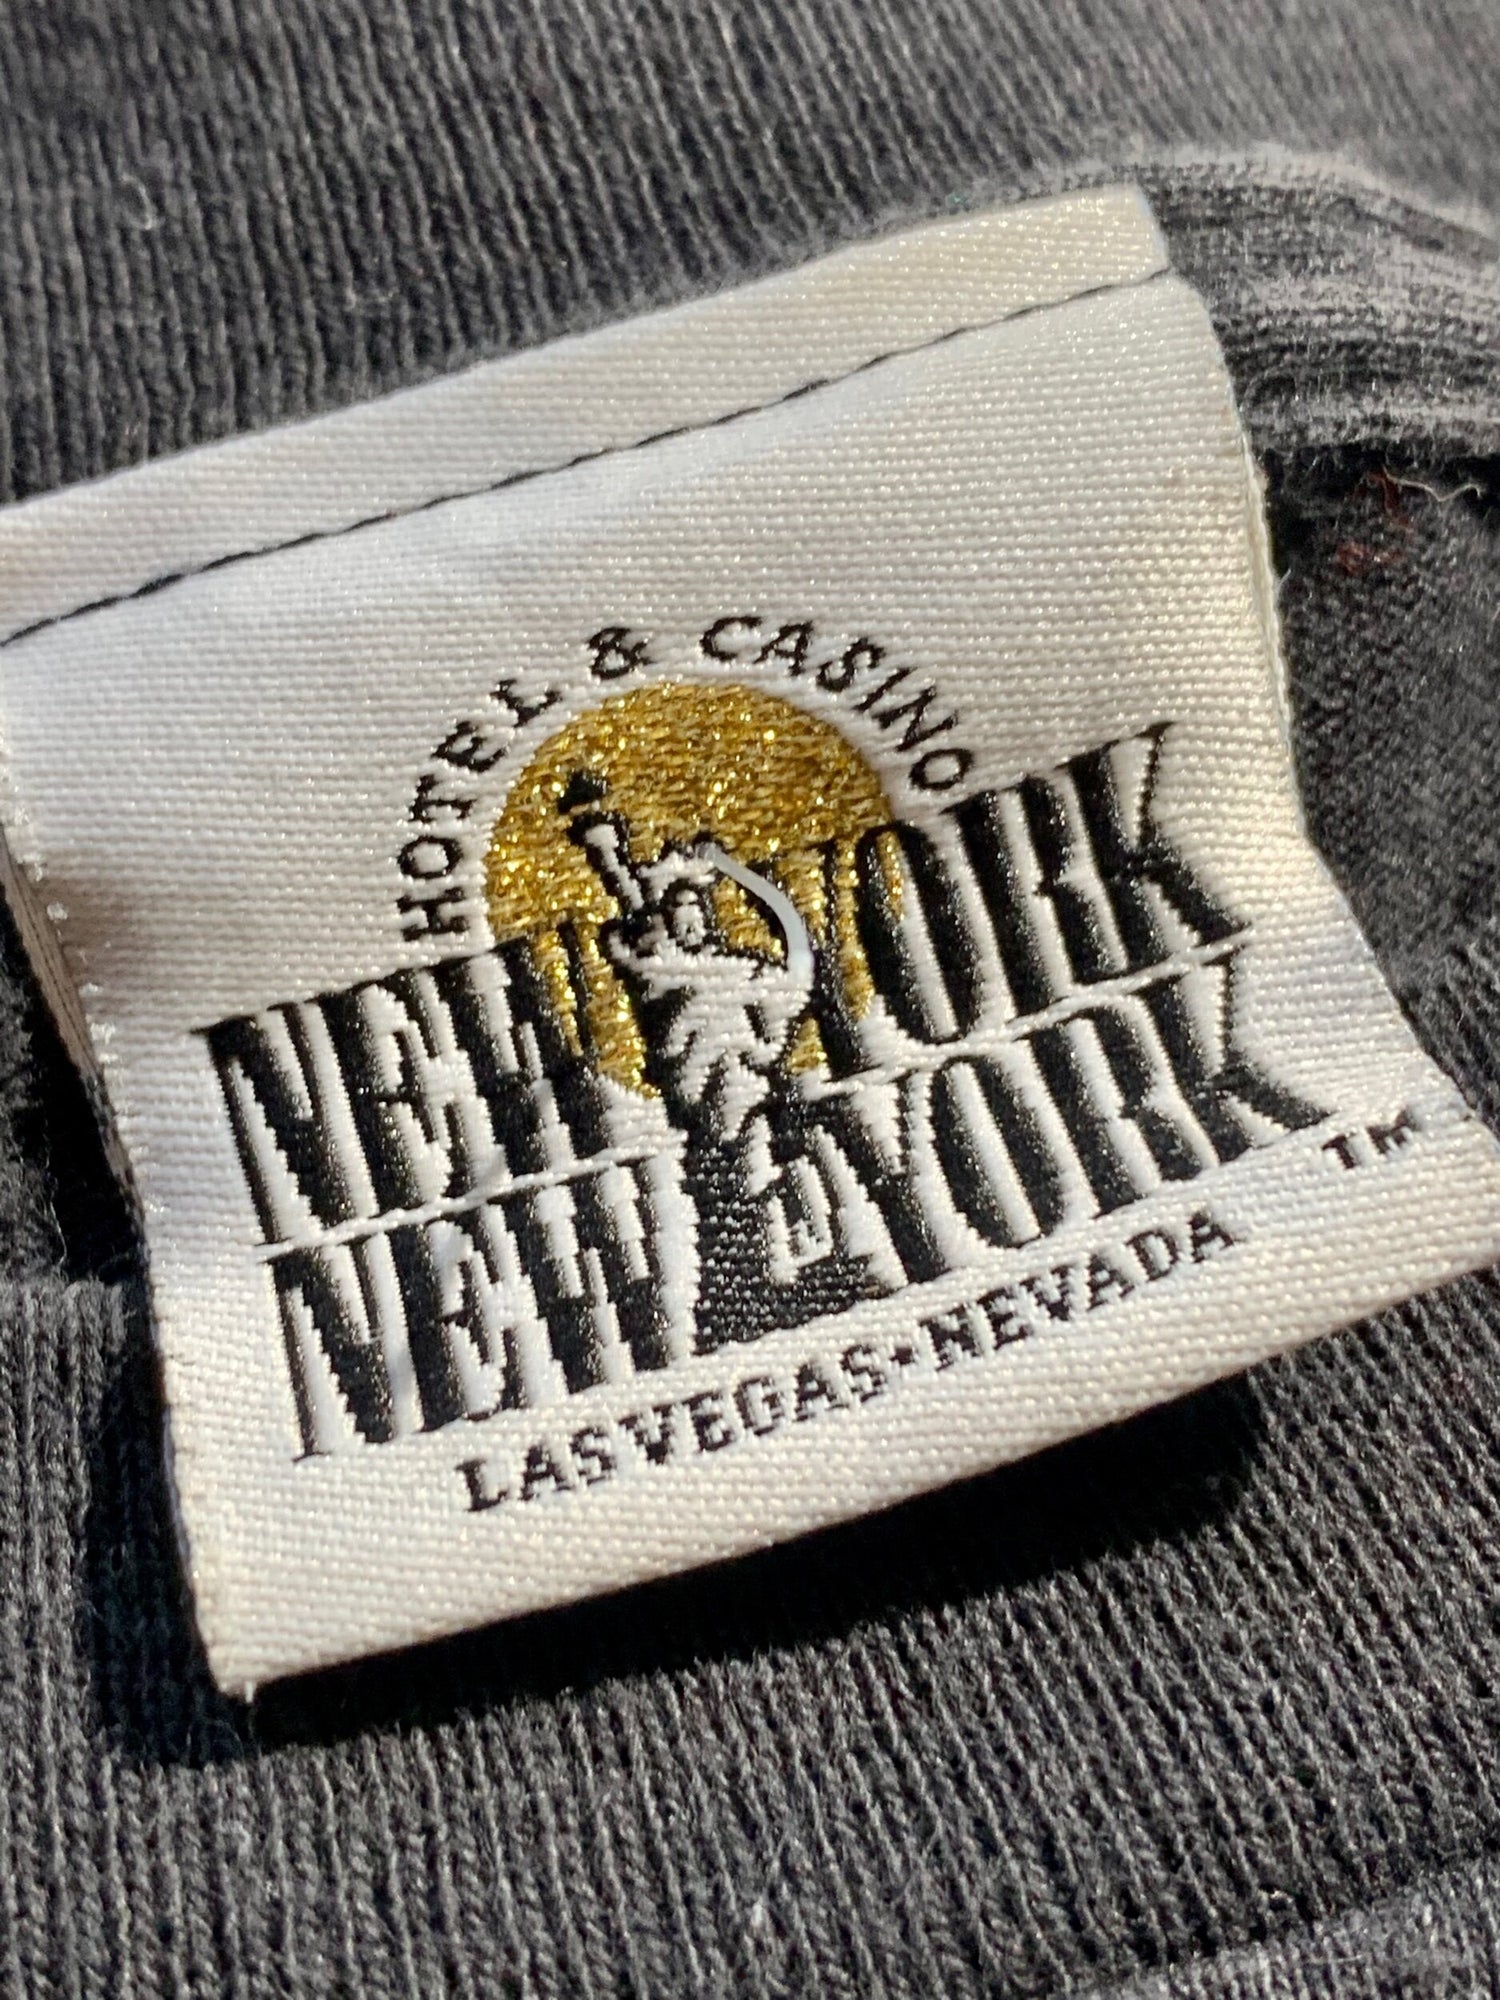 HOTEL & CASINO
NEW YORK
NEW YORK
TM
LAS VEGAS • NEVADA